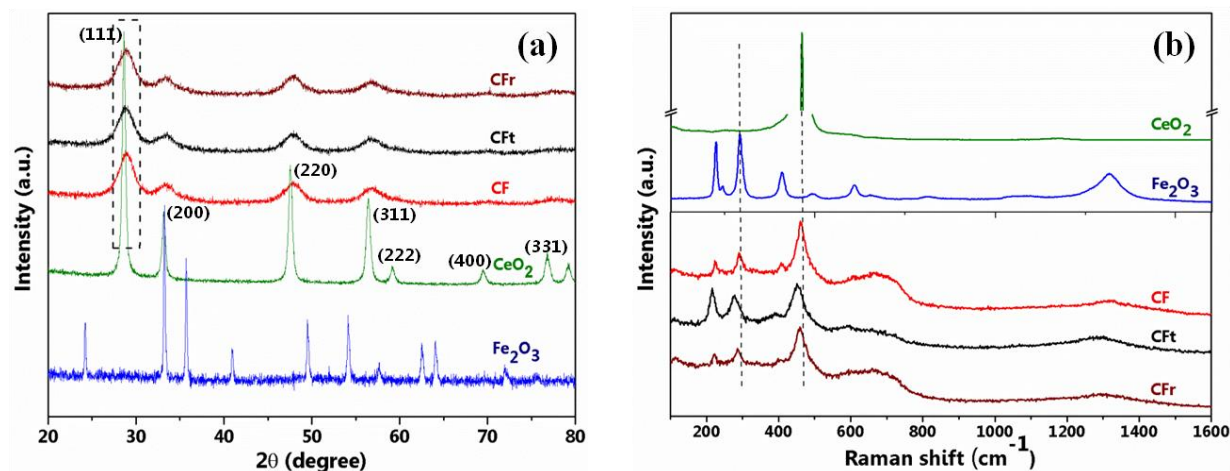 (a)
(111)
CFr
CFt
(220)
CF
(200)
(311)
(222)
(400)
(331)
CeO2
Fe2O3
Intensity (a.u.)
20 30 40 50 60 70 80
2θ (degree)
(b)
CeO2
Fe2O3
CF
CFt
CFr
Intensity (a.u.)
200 400 600 800 1000 1200 1400 1600
Raman shift (cm-1)